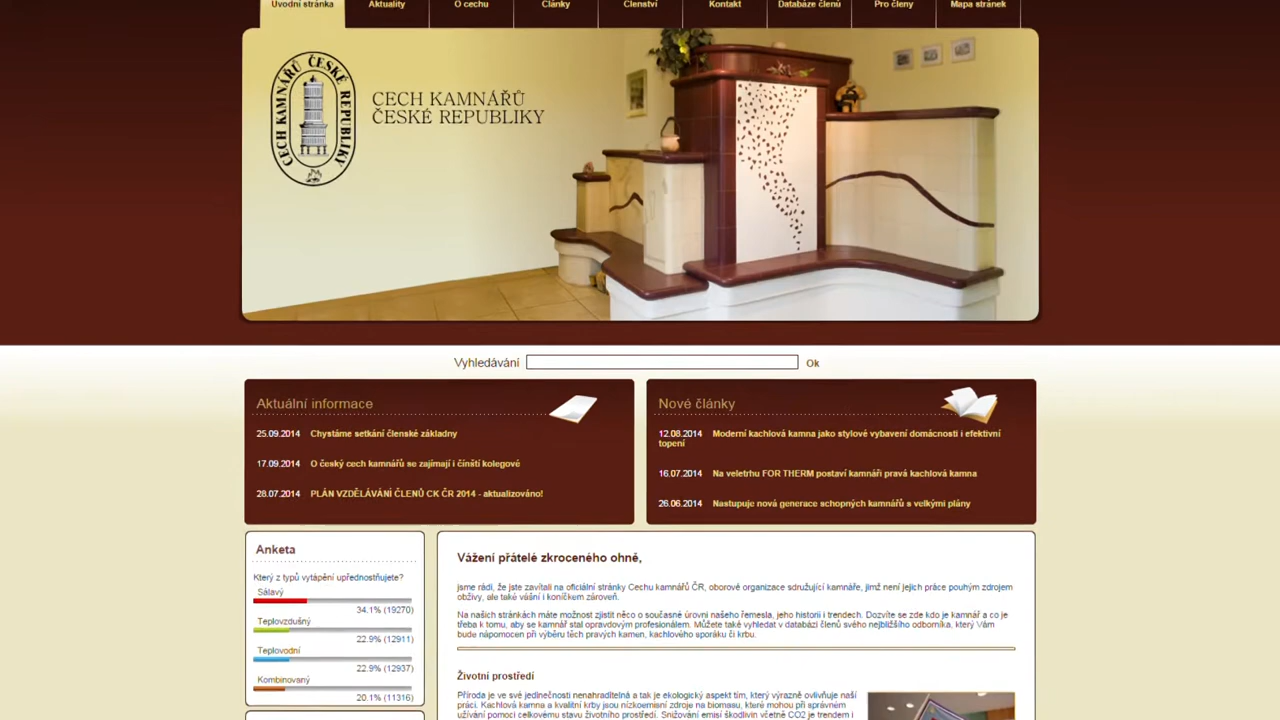 Úvodní stránka
Aktuality
O cechu
Články
Členství
Kontakt
Databáze členů
Pro členy
Mapa stránek
CECH KAMNÁŘŮ ČESKÉ REPUBLIKY
CECH KAMNÁŘŮ
ČESKÉ REPUBLIKY
Vyhledávání
Ok
Aktuální informace
25.09.2014 Chystáme setkání členské základny
17.09.2014 O český cech kamnářů se zajímají i čínští kolegové
28.07.2014 PLÁN VZDĚLÁVÁNÍ ČLENŮ CK ČR 2014 - aktualizováno!
Nové články
12.08.2014 Moderní kachlová kamna jako stylové vybavení domácnosti i efektivní
topení
16.07.2014 Na veletrhu FOR THERM postaví kamnáři pravá kachlová kamna
26.06.2014 Nastupuje nová generace schopných kamnářů s velkými plány
Anketa
Který z typů vytápění upřednostňujete?
Sálavý
34.1% (19270)
Teplovzdušný
22.9% (12911)
Teplovodní
22.9% (12937)
Kombinovaný
20.1% (11316)
Vážení přátelé zkroceného ohně,
jsme rádi, že jste zavítali na oficiální stránky Cechu kamnářů ČR, oborové organizace sdružující kamnáře, jimž není jejich práce pouhým zdrojem
obživy, ale také vášní i koníčkem zároveň.
Na našich stránkách máte možnost zjistit něco o současné úrovni našeho řemesla, jeho historii i trendech. Dozvíte se zde kdo je kamnář a co je
třeba k tomu, aby se kamnář stal opravdovým profesionálem. Můžete také vyhledat v databázi členů svého nejbližšího odborníka, který Vám
bude nápomocen při výběru těch pravých kamen, kachlového sporáku či krbu.
Životní prostředí
Příroda je ve své jedinečnosti nenahraditelná a tak je ekologický aspekt tím, který výrazně ovlivňuje naší
práci. Kachlová kamna a kvalitní krby jsou nízkoemisní zdroje na biomasu, které mohou při správném
užívání pomoci celkovému stavu životního prostředí. Snižování emisí škodlivin včetně CO2 je trendem i